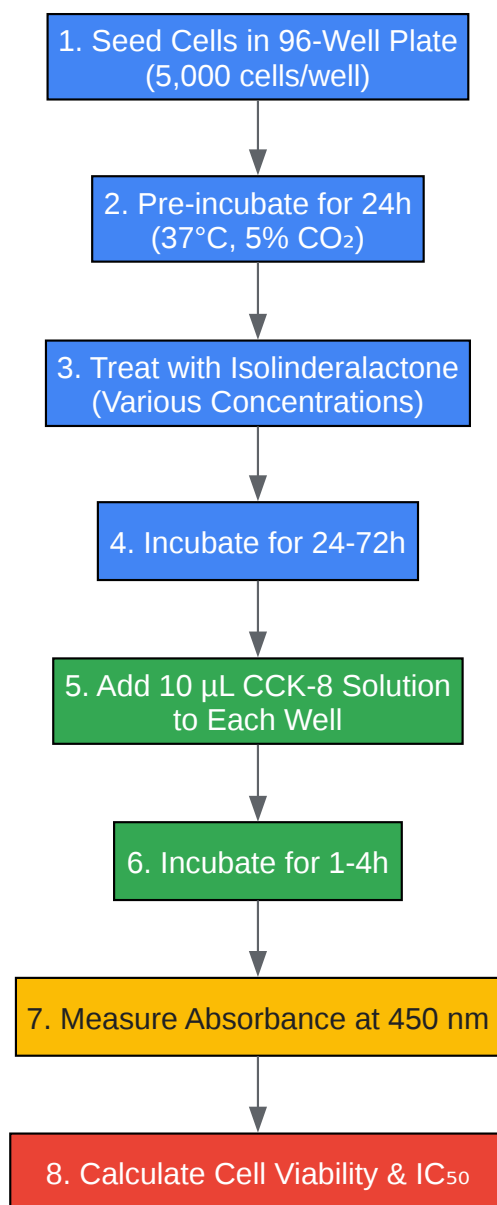 1. Seed Cells in 96-Well Plate
(5,000 cells/well)
2. Pre-incubate for 24h
(37°C, 5% CO₂)
3. Treat with Isolinderalactone
(Various Concentrations)
4. Incubate for 24-72h
5. Add 10 µL CCK-8 Solution
to Each Well
6. Incubate for 1-4h
7. Measure Absorbance at 450 nm
8. Calculate Cell Viability & IC₅₀